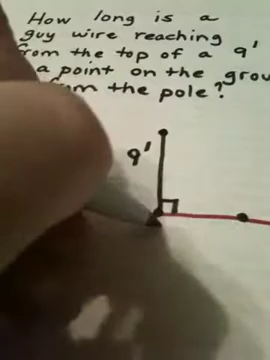 How long is a
guy wire reaching
from the top of a 9'
a point on the
the pole?
9'